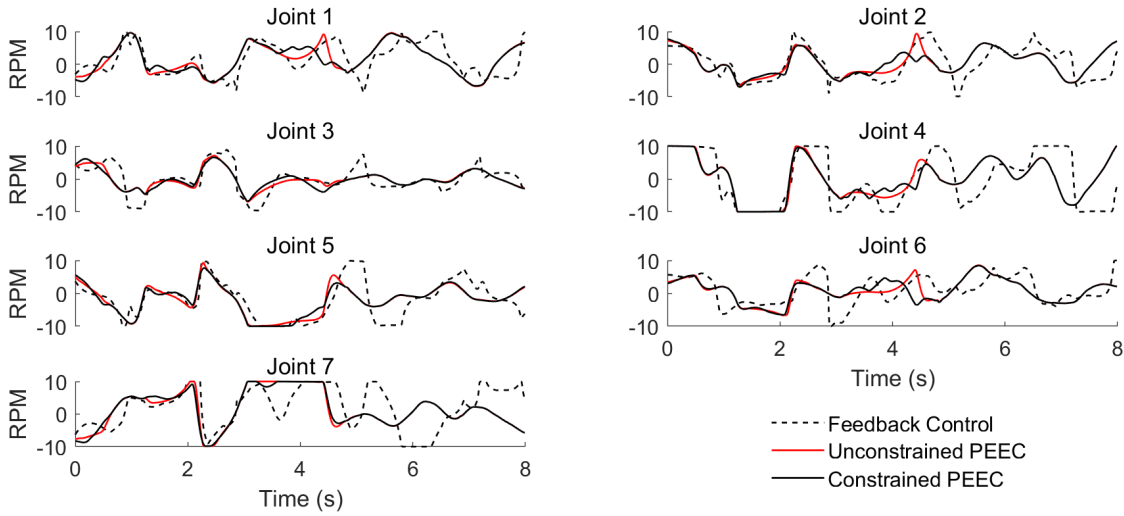 Joint 1
RPM
10
0
-10
Joint 2
10
0
-10
Joint 3
RPM
10
0
-10
Joint 4
10
0
-10
Joint 5
RPM
10
0
-10
Joint 6
10
0
-10
0 2 4 6 8
Time (s)
Joint 7
RPM
10
0
-10
0 2 4 6 8
Time (s)
Feedback Control
Unconstrained PEEC
Constrained PEEC